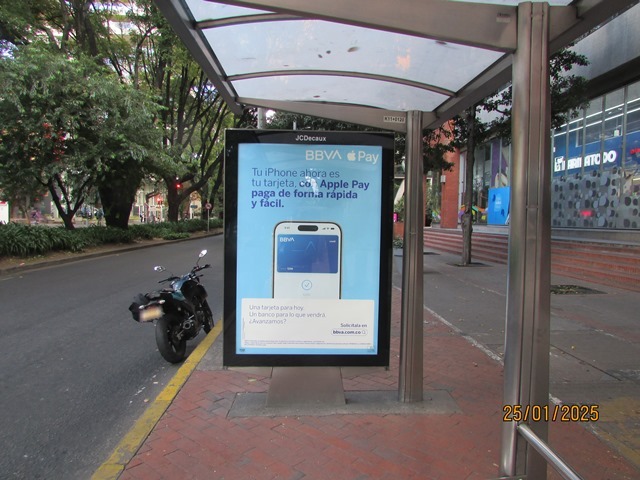 JCDecaux
BBVA Pay
Tu iPhone ahora es
tu tarjeta, con Apple Pay
paga de forma rápida
y fácil.
BBVA
Una tarjeta para hoy.
Un banco para lo que vendrá.
¿Avanzamos?
Solicítala en
bbva.com.co
TODO
25/01/2025